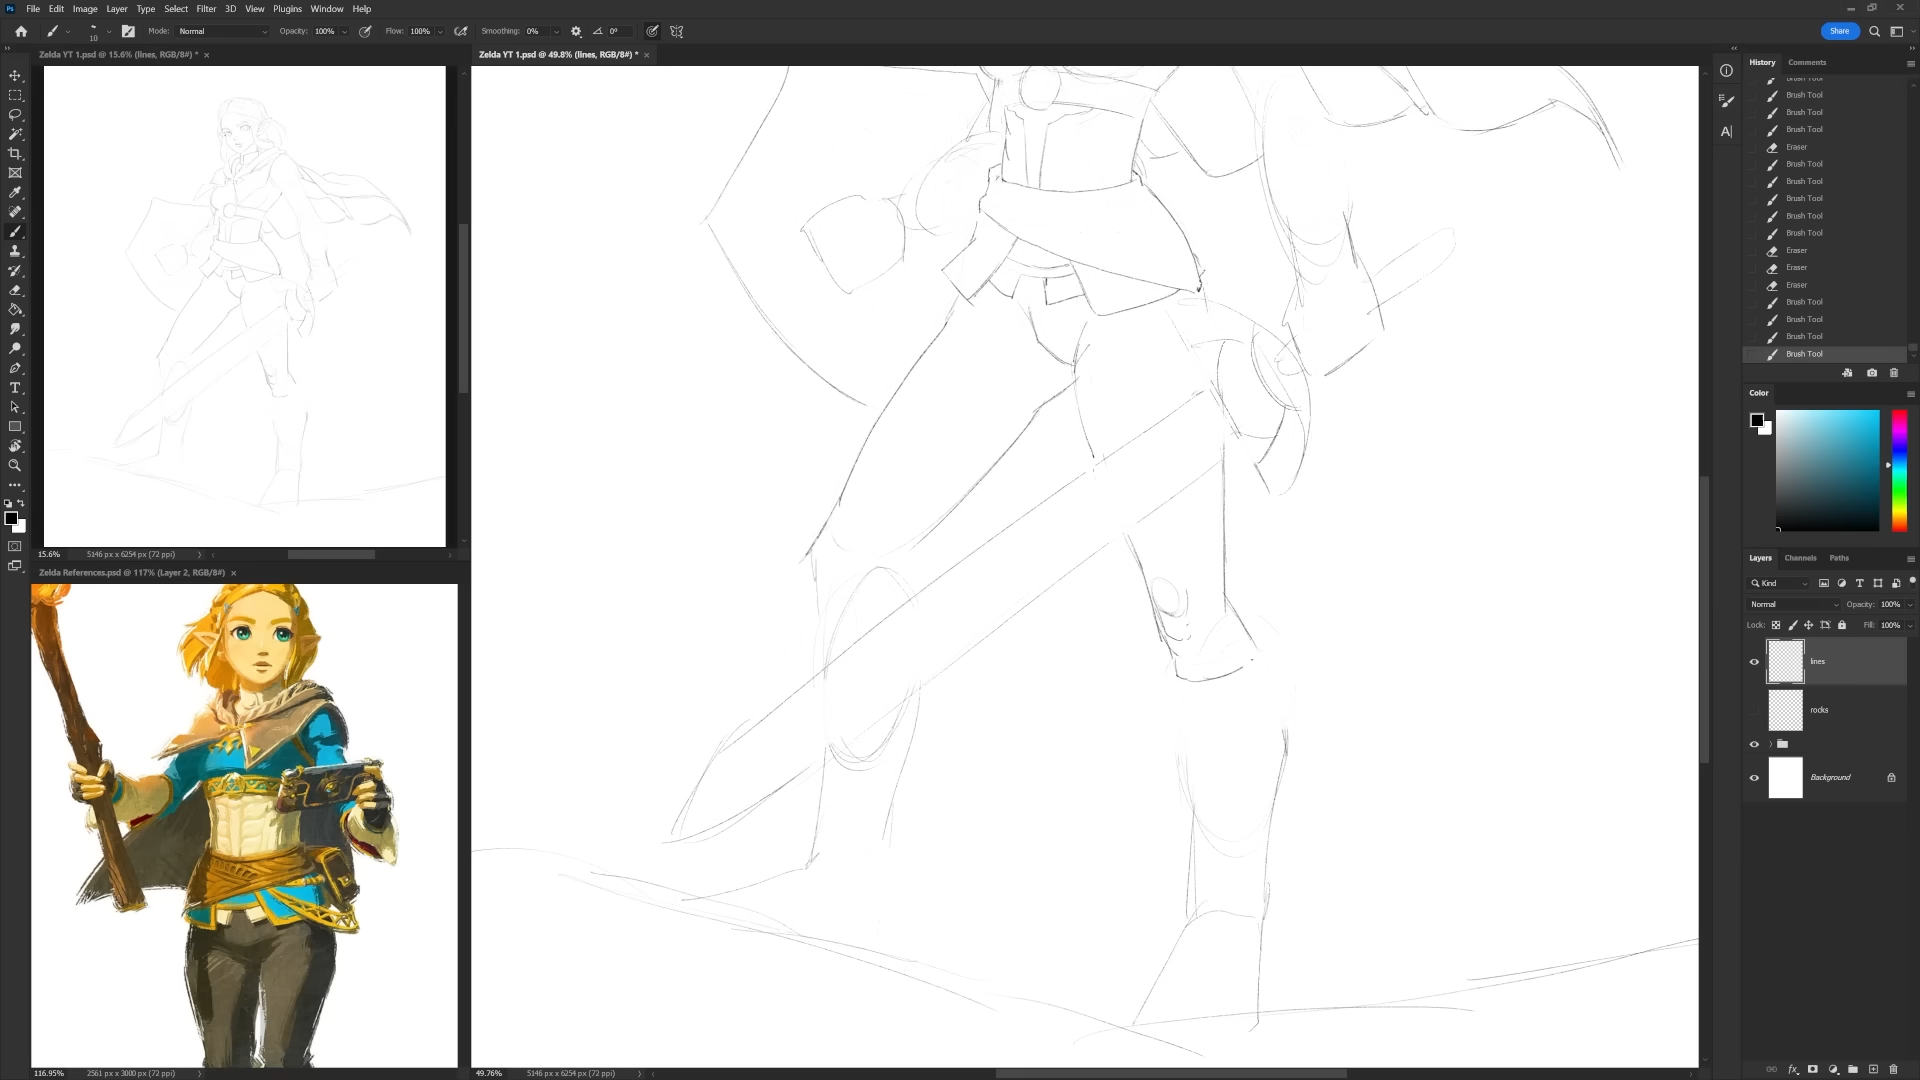 Ps File Edit Image Layer Type Select Filter 3D View Plugins Window Help
10 Mode: Normal Opacity: 100% Flow: 100% Smoothing: 0% 0° Share
Zelda YT 1.psd @ 15.6% (lines, RGB/8#) * ×
Zelda YT 1.psd @ 49.8% (lines, RGB/8#) * ×
15.6% 5146 px x 6254 px (72 ppi)
Zelda References.psd @ 117% (Layer 2, RGB/8#) ×
116.95% 2561 px x 3000 px (72 ppi)
49.76% 5146 px x 6254 px (72 ppi)
History Comments
Brush Tool
Brush Tool
Brush Tool
Brush Tool
Eraser
Brush Tool
Brush Tool
Brush Tool
Brush Tool
Brush Tool
Eraser
Eraser
Eraser
Brush Tool
Brush Tool
Brush Tool
Brush Tool
Color
Layers Channels Paths
Kind
Normal Opacity: 100%
Lock: Fill: 100%
lines
rocks
Background
fx